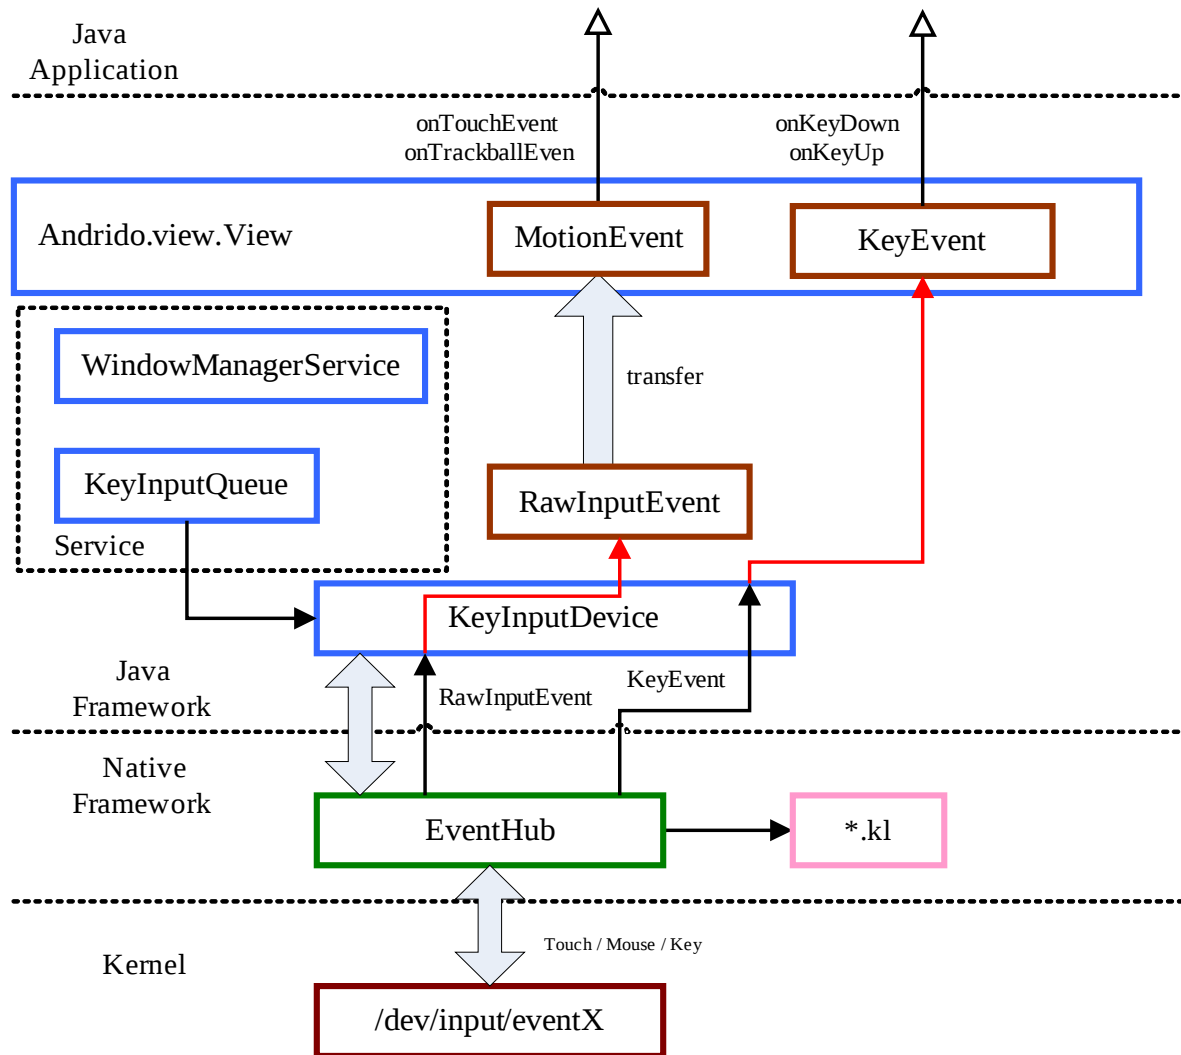 Java
Application
onTouchEvent
onTrackballEven
onKeyDown
onKeyUp
Andrido.view.View
MotionEvent
KeyEvent
WindowManagerService
transfer
KeyInputQueue
RawInputEvent
Service
KeyInputDevice
Java
Framework
RawInputEvent
KeyEvent
Native
Framework
EventHub
*.kl
Touch / Mouse / Key
Kernel
/dev/input/eventX